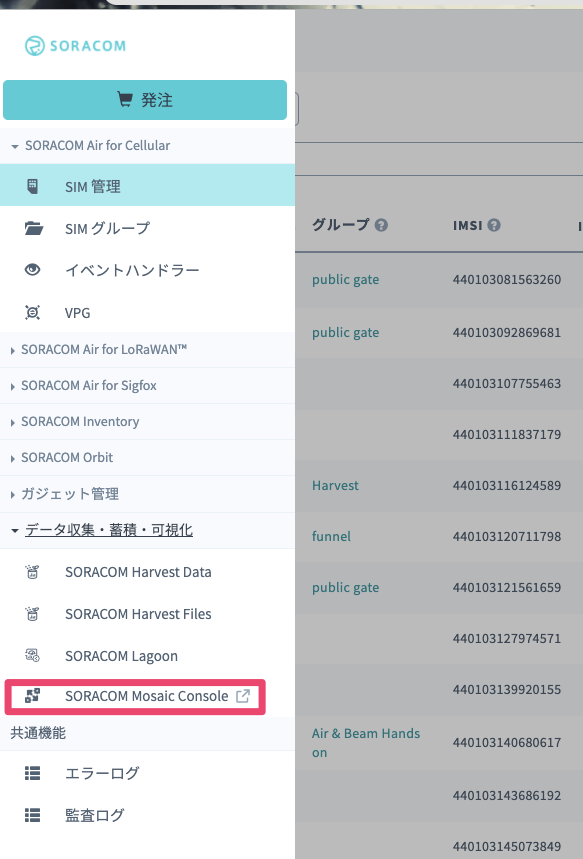 SORACOM
発注
SORACOM Air for Cellular
SIM 管理
SIM グループ
イベントハンドラー
VPG
SORACOM Air for LoRaWAN™
SORACOM Air for Sigfox
SORACOM Inventory
SORACOM Orbit
ガジェット管理
データ収集・蓄積・可視化
SORACOM Harvest Data
SORACOM Harvest Files
SORACOM Lagoon
SORACOM Mosaic Console
共通機能
エラーログ
監査ログ
グループ IMSI
public gate 440103081563260
public gate 440103092869681
440103107755463
440103111837179
Harvest 440103116124589
funnel 440103120711798
public gate 440103121561659
440103127974571
440103139920155
Air & Beam Hands
on 440103140680617
440103143686192
440103145073849